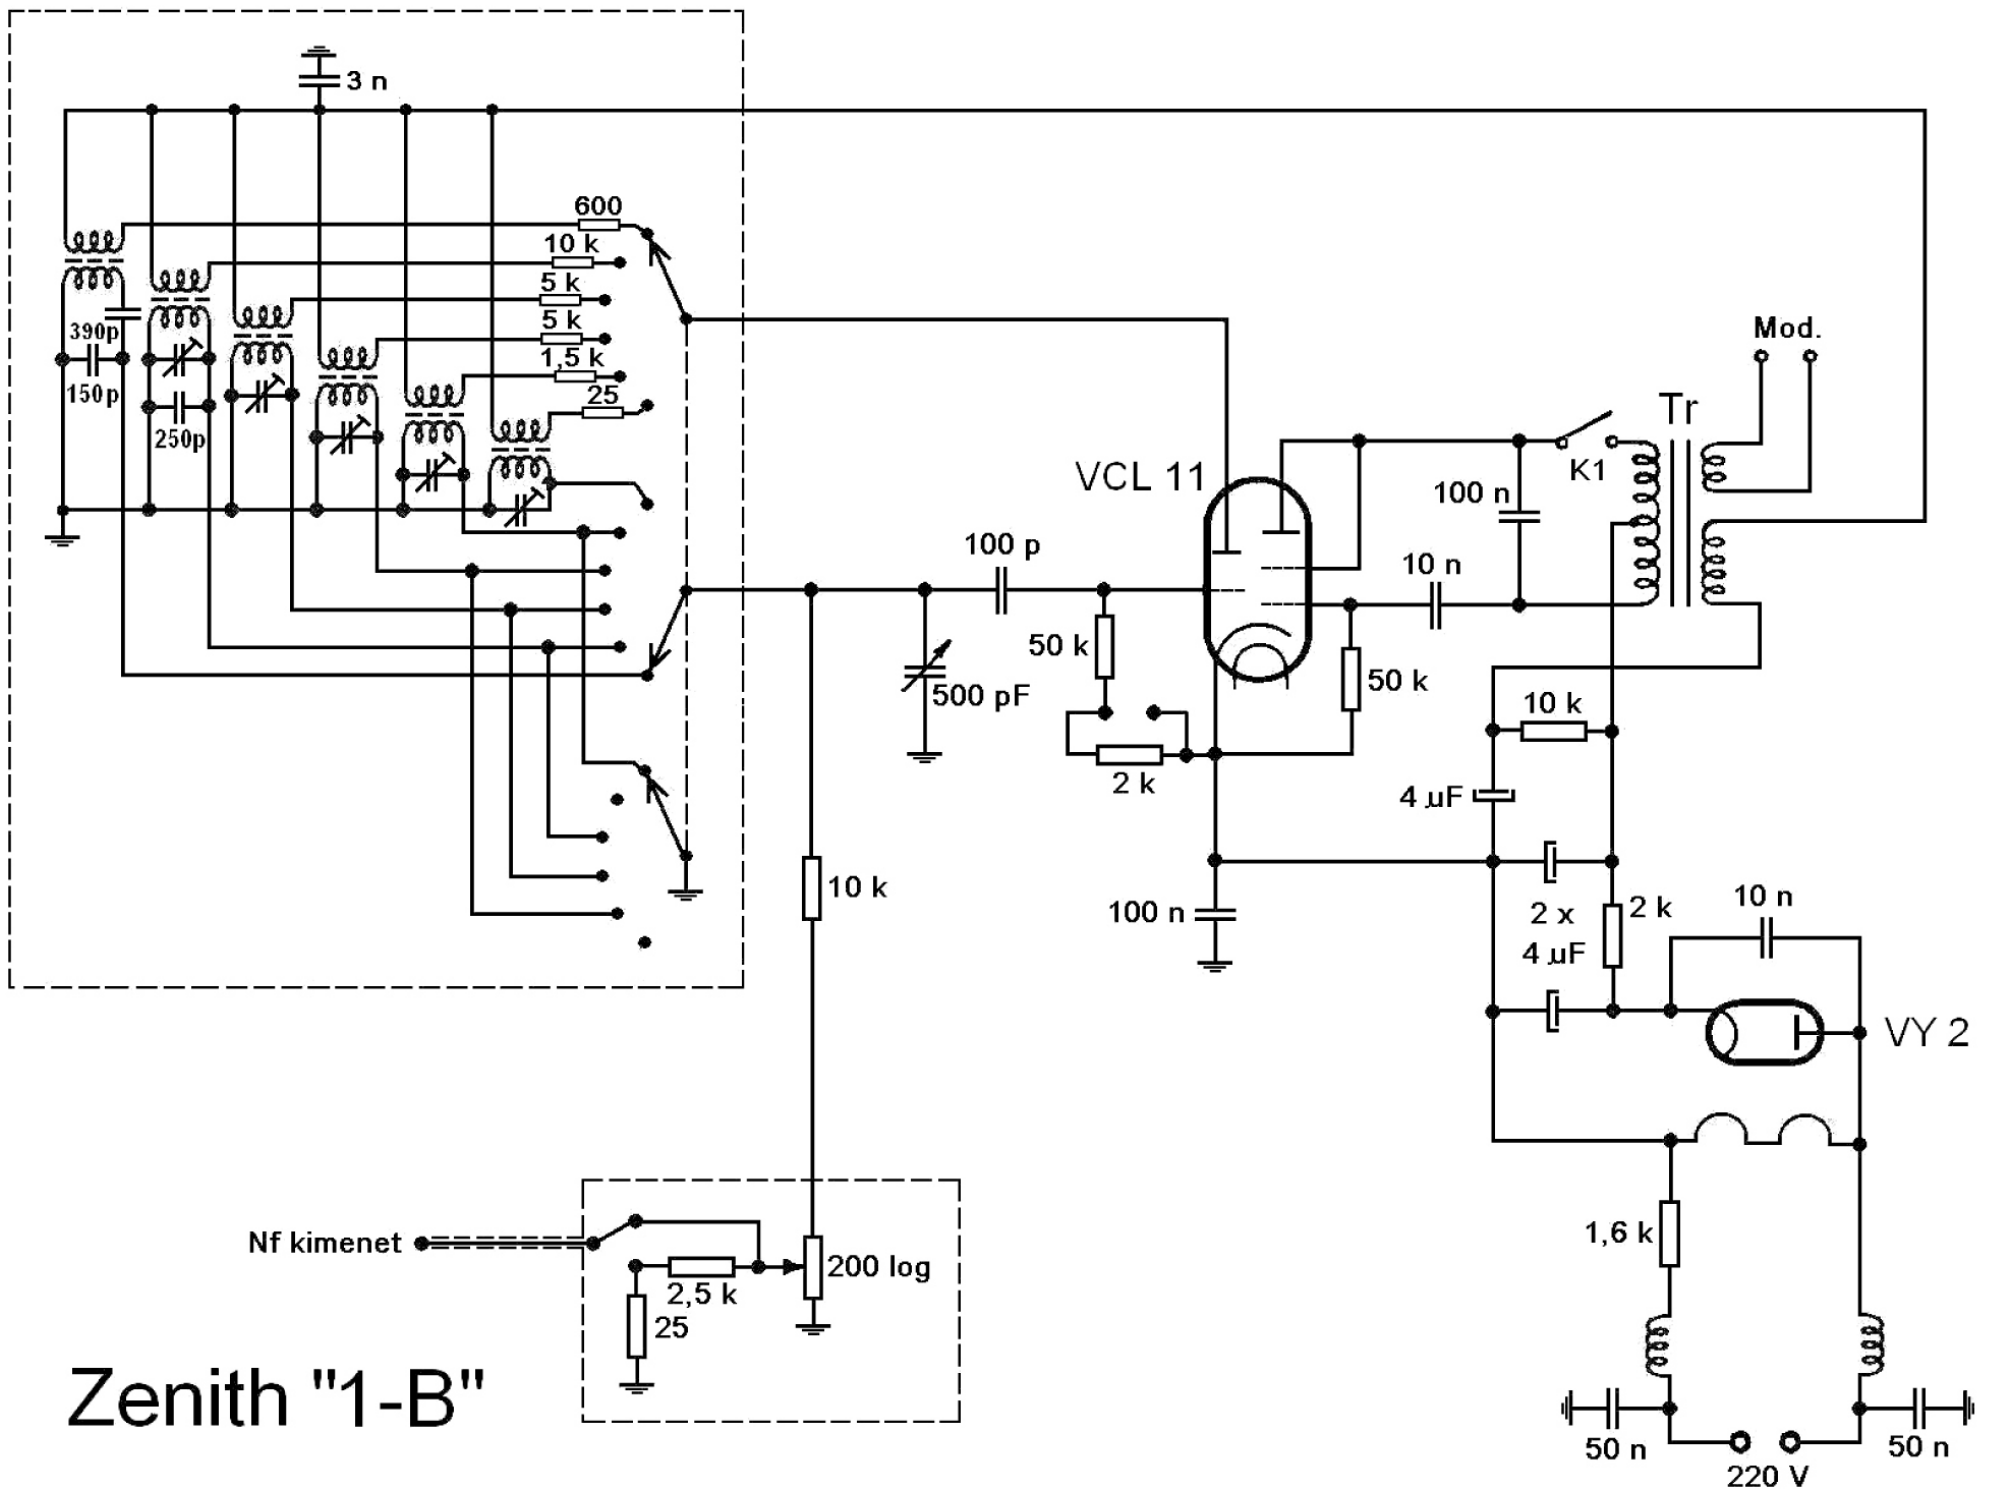 3 n
600
10 k
5 k
5 k
1,5 k
25
390p
150p
250p
Mod.
Tr
K1
VCL 11
100 n
100 p
10 n
50 k
500 pF
50 k
2 k
10 k
4 µF
10 k
100 n
2 x
4 µF
2 k
10 n
VY 2
1,6 k
Nf kimenet
200 log
2,5 k
25
Zenith "1-B"
50 n
50 n
220 V